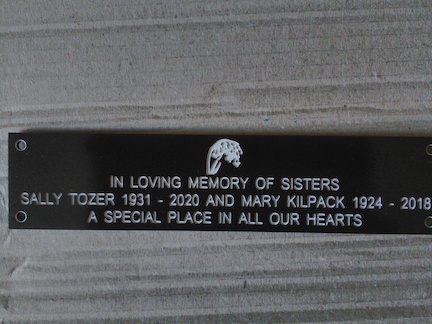 IN LOVING MEMORY OF SISTERS
SALLY TOZER 1931 - 2020 AND MARY KILPACK 1924 - 2018
A SPECIAL PLACE IN ALL OUR HEARTS